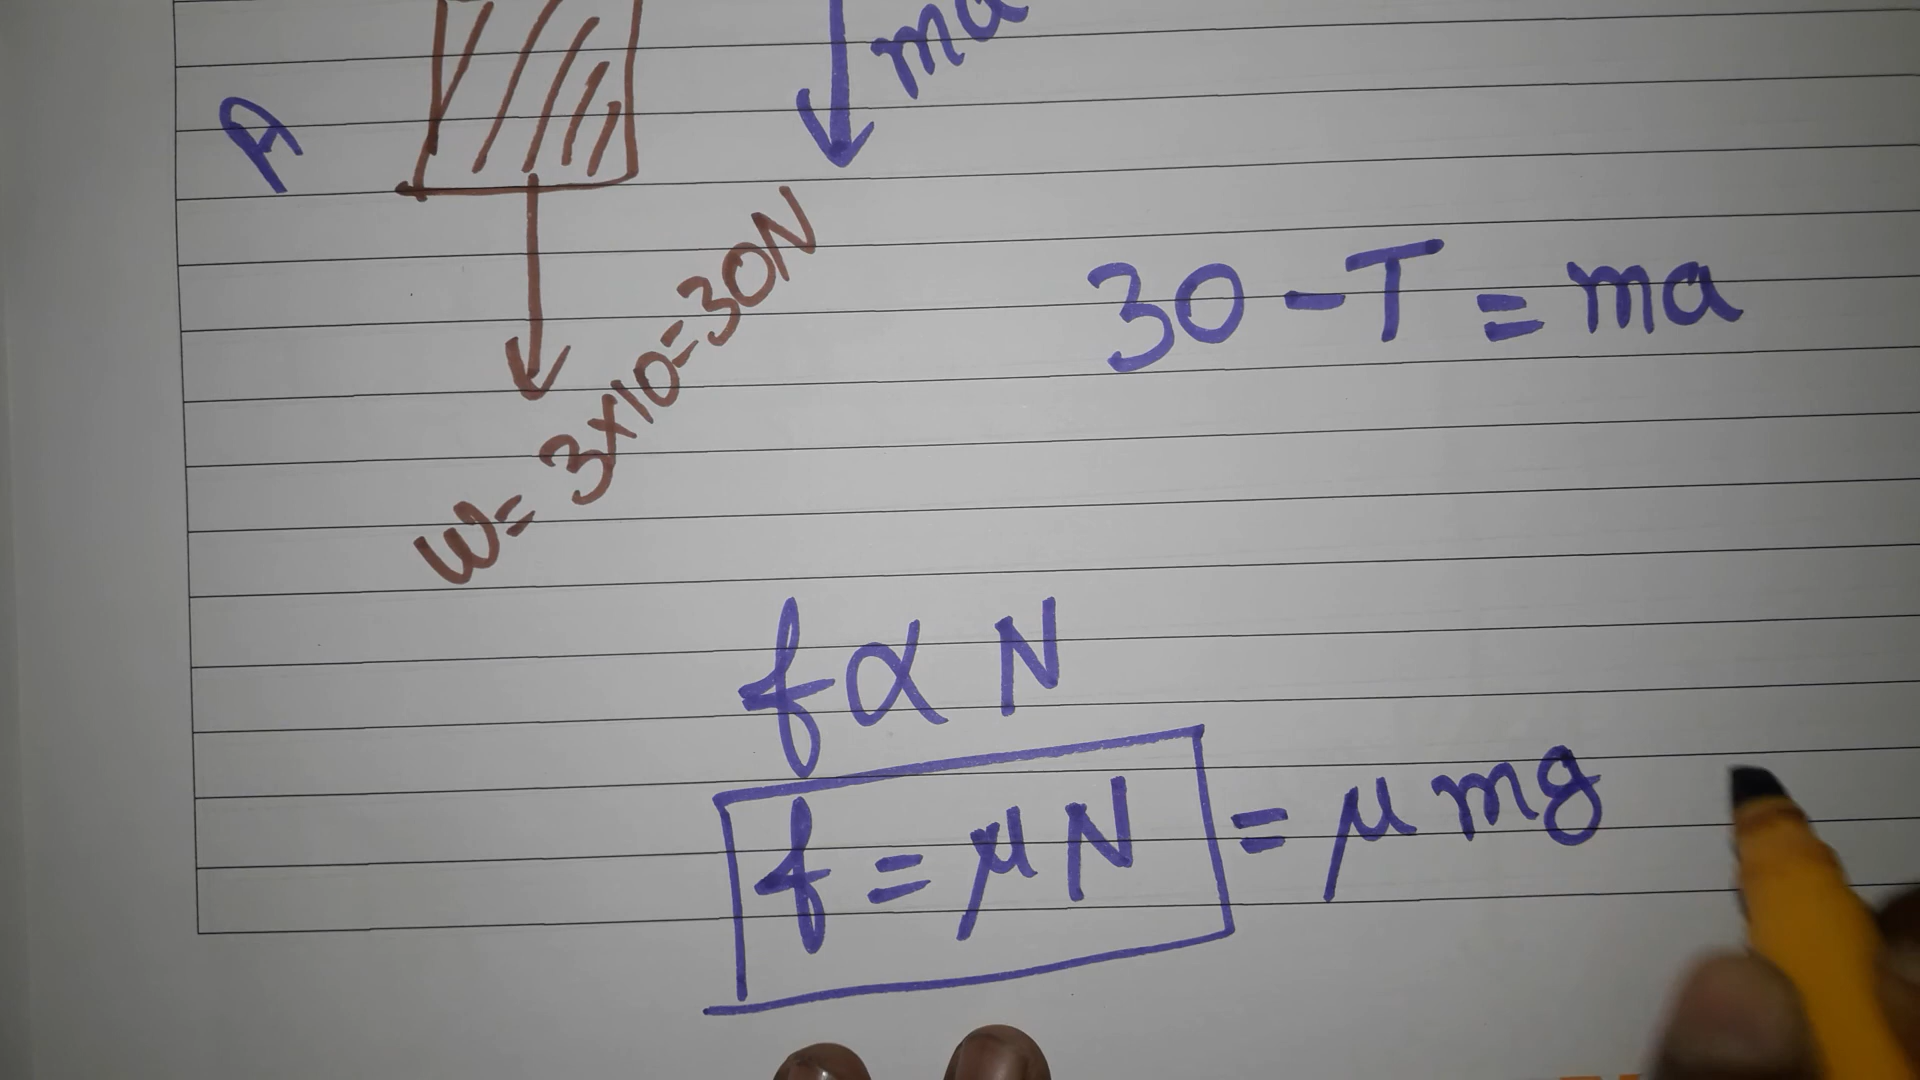 ma
A
W= 3x10=30N
30-T = ma
f ∝ N
f = μN = μmg